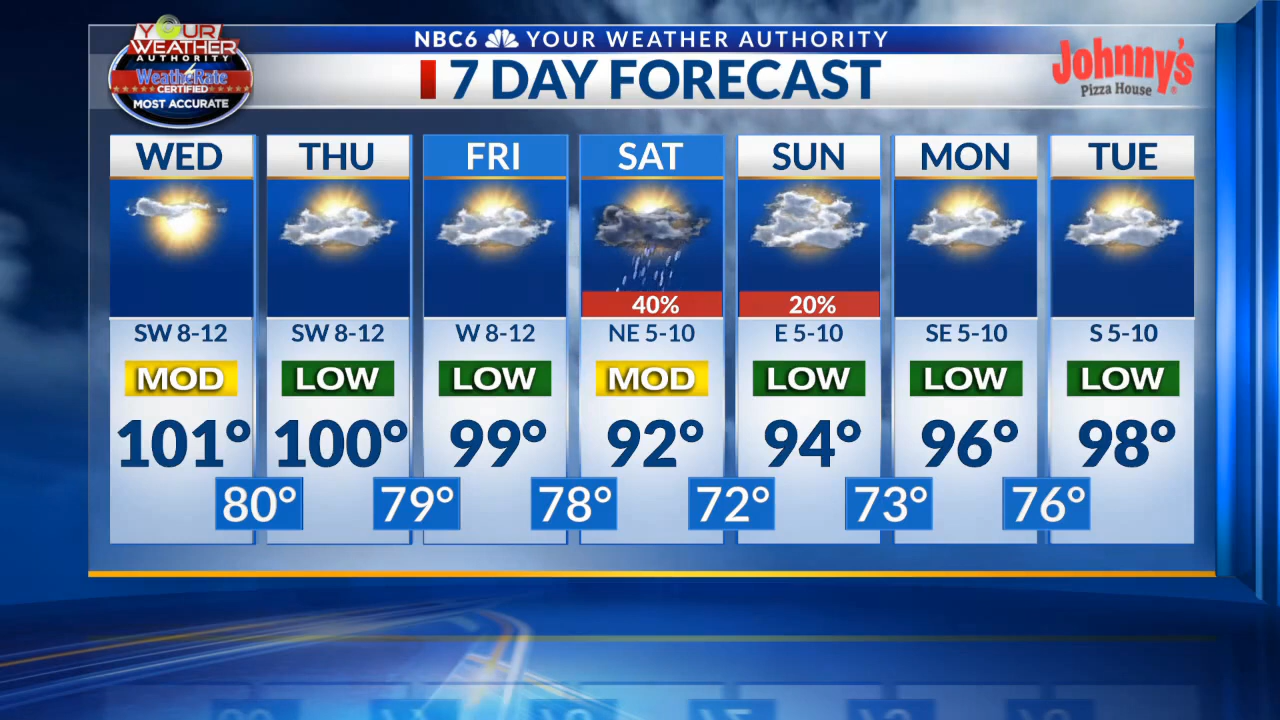 YOUR
WEATHER
AUTHORITY
WeatheRate
CERTIFIED
MOST ACCURATE
NBC6 YOUR WEATHER AUTHORITY
7 DAY FORECAST
Johnny's
Pizza House
WED THU FRI SAT SUN MON TUE
40% 20%
SW 8-12 SW 8-12 W 8-12 NE 5-10 E 5-10 SE 5-10 S 5-10
MOD LOW LOW MOD LOW LOW LOW
101° 100° 99° 92° 94° 96° 98°
80° 79° 78° 72° 73° 76°